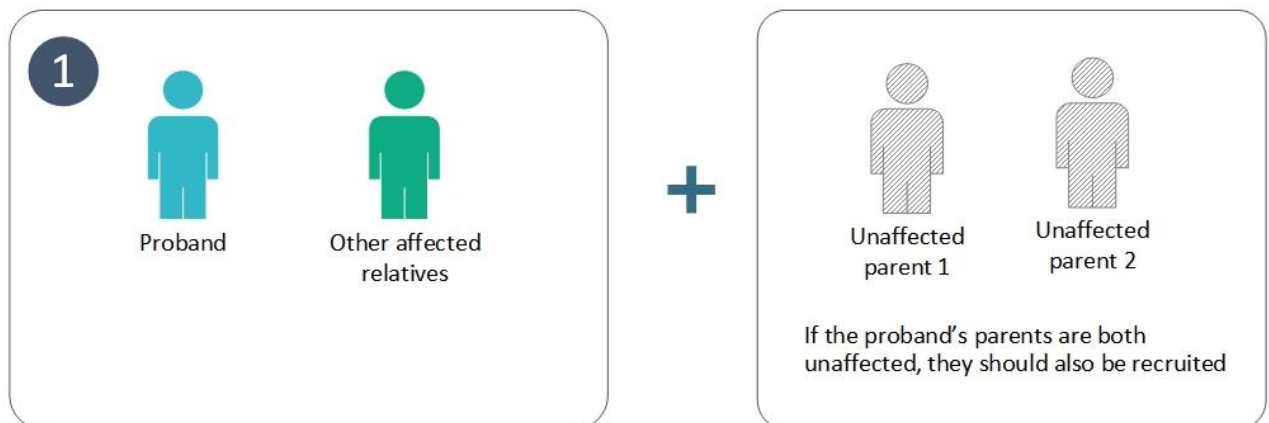 1
Proband
Other affected
relatives
+
Unaffected
parent 1
Unaffected
parent 2
If the proband's parents are both
unaffected, they should also be recruited